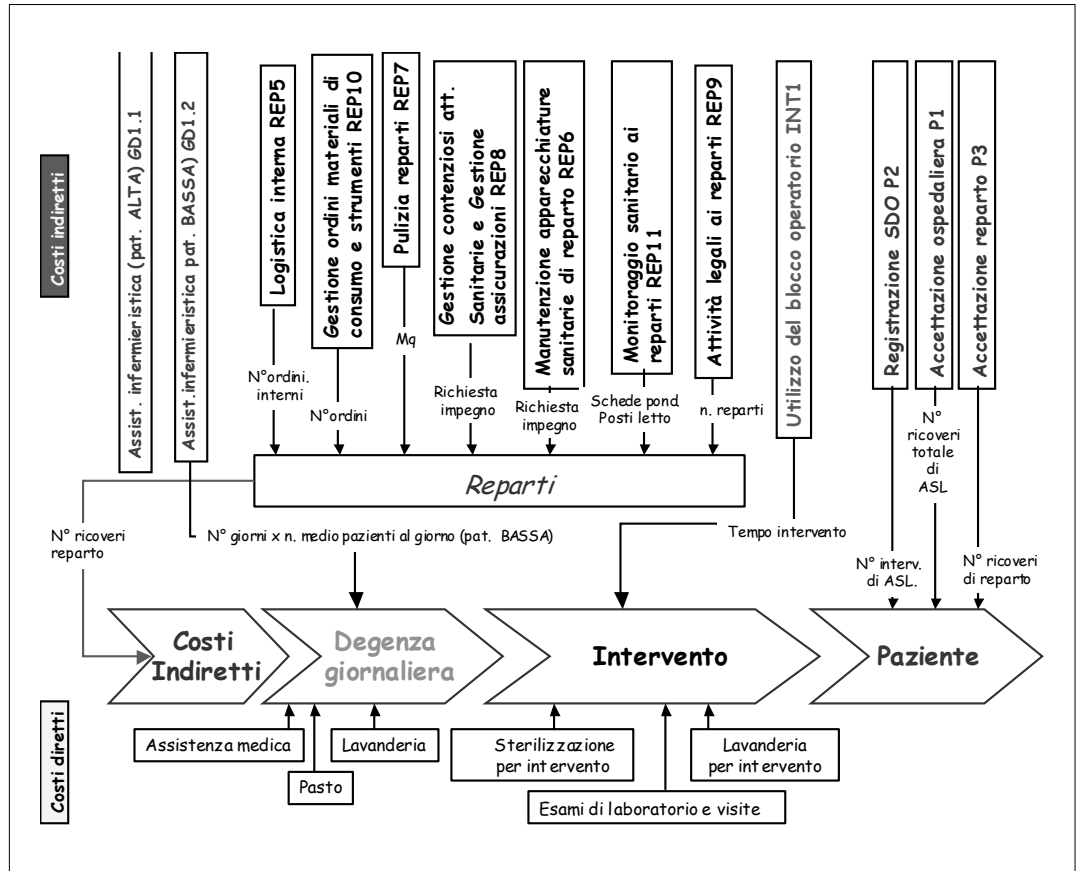 Costi indiretti
Assist. infermieristica (pat. ALTA) GD1.1
Assist.infermieristica pat. BASSA) GD1.2
Logistica interna REP5
Gestione ordini materiali di
consumo e strumenti REP10
Pulizia reparti REP7
Gestione contenziosi att.
Sanitarie e Gestione
assicurazioni REP8
Manutenzione apparecchiature
sanitarie di reparto REP6
Monitoraggio sanitario ai
reparti REP11
Attività legali ai reparti REP9
Utilizzo del blocco operatorio INT1
Registrazione SDO P2
Accettazione ospedaliera P1
Accettazione reparto P3
N°ordini.
interni
N°ordini
Mq
Richiesta
impegno
Richiesta
impegno
Schede pond.
Posti letto
n. reparti
N°
ricoveri
totale
di
ASL
Reparti
N° ricoveri
reparto
N° giorni x n. medio pazienti al giorno (pat. BASSA)
Tempo intervento
N° interv.
di ASL.
N° ricoveri
di reparto
Costi
Indiretti
Degenza
giornaliera
Intervento
Paziente
Costi diretti
Assistenza medica
Lavanderia
Pasto
Sterilizzazione
per intervento
Lavanderia
per intervento
Esami di laboratorio e visite